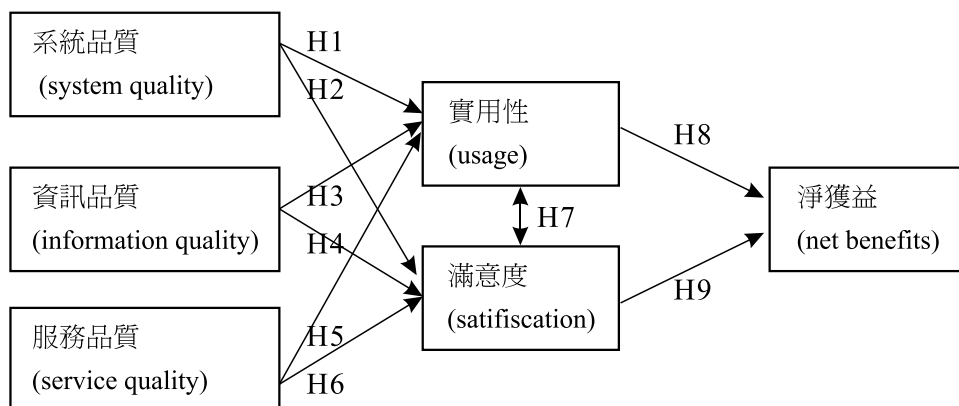 系統品質
(system quality)
H1
H2
實用性
(usage)
H8
資訊品質
(information quality)
H3
H4
H7
淨獲益
(net benefits)
滿意度
(satifiscation)
H9
服務品質
(service quality)
H5
H6